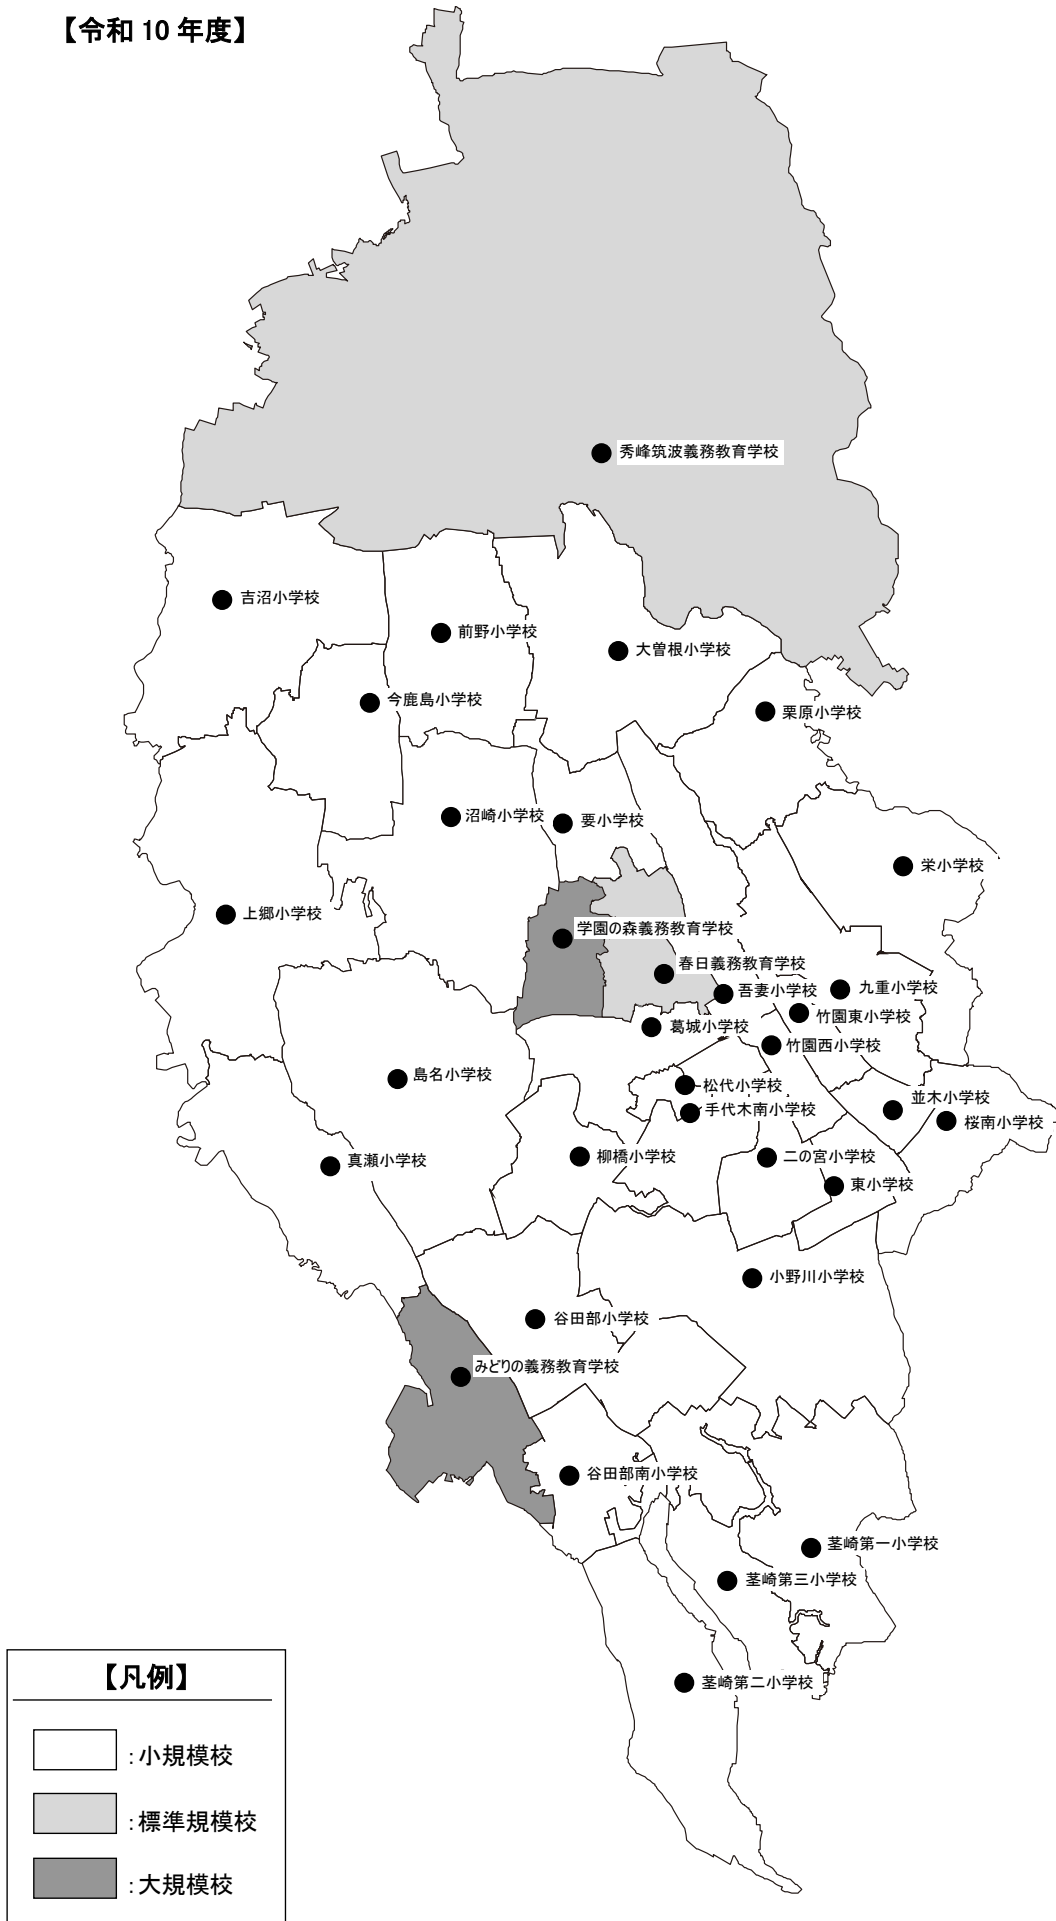 【令和 10 年度】
秀峰筑波義務教育学校
吉沼小学校
前野小学校
大曽根小学校
今鹿島小学校
栗原小学校
沼崎小学校
要小学校
栄小学校
上郷小学校
学園の森義務教育学校
春日義務教育学校
吾妻小学校
九重小学校
竹園東小学校
葛城小学校
竹園西小学校
島名小学校
松代小学校
並木小学校
手代木南小学校
桜南小学校
真瀬小学校
柳橋小学校
二の宮小学校
東小学校
小野川小学校
谷田部小学校
みどりの義務教育学校
谷田部南小学校
茎崎第一小学校
茎崎第三小学校
茎崎第二小学校
【凡例】
：小規模校
：標準規模校
：大規模校